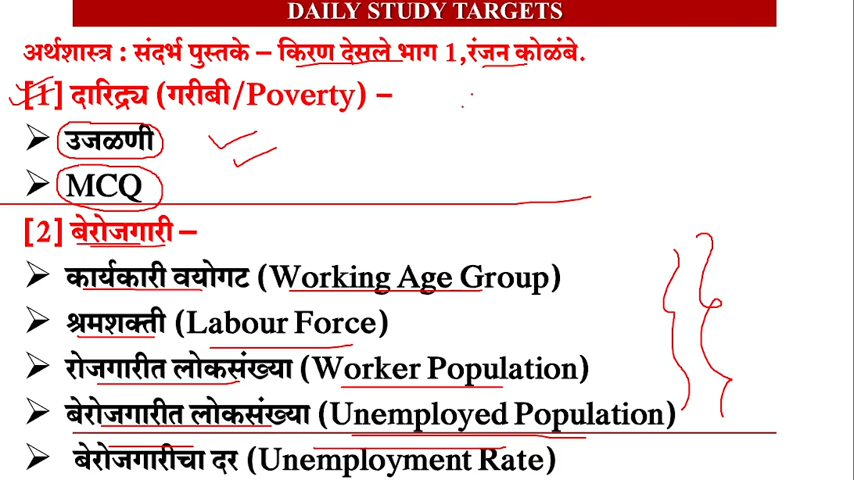 DAILY STUDY TARGETS
अर्थशास्त्र : संदर्भ पुस्तके – किरण देसले भाग 1,रंजन कोळंबे.
[1] दारिद्र्य (गरीबी/Poverty) –
उजळणी
MCQ
[2] बेरोजगारी –
कार्यकारी वयोगट (Working Age Group)
श्रमशक्ती (Labour Force)
रोजगारीत लोकसंख्या (Worker Population)
बेरोजगारीत लोकसंख्या (Unemployed Population)
बेरोजगारीचा दर (Unemployment Rate)